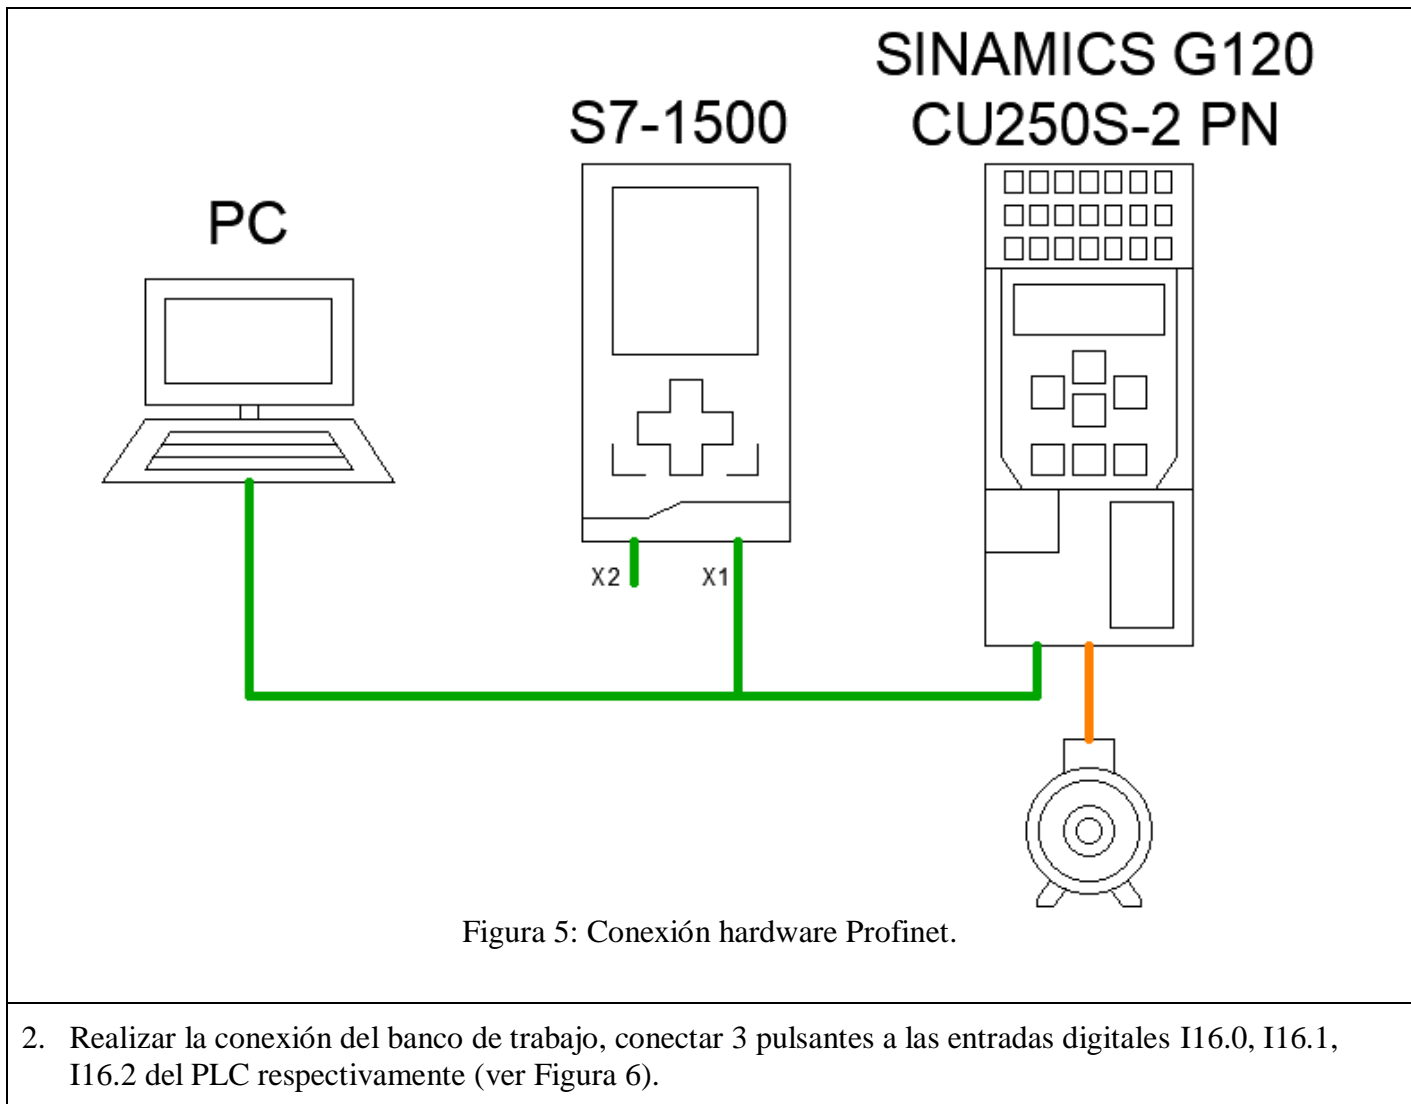 SINAMICS G120
CU250S-2 PN
S7-1500
PC
X2
X1
Figura 5: Conexión hardware Profinet.
2. Realizar la conexión del banco de trabajo, conectar 3 pulsantes a las entradas digitales I16.0, I16.1,
I16.2 del PLC respectivamente (ver Figura 6).